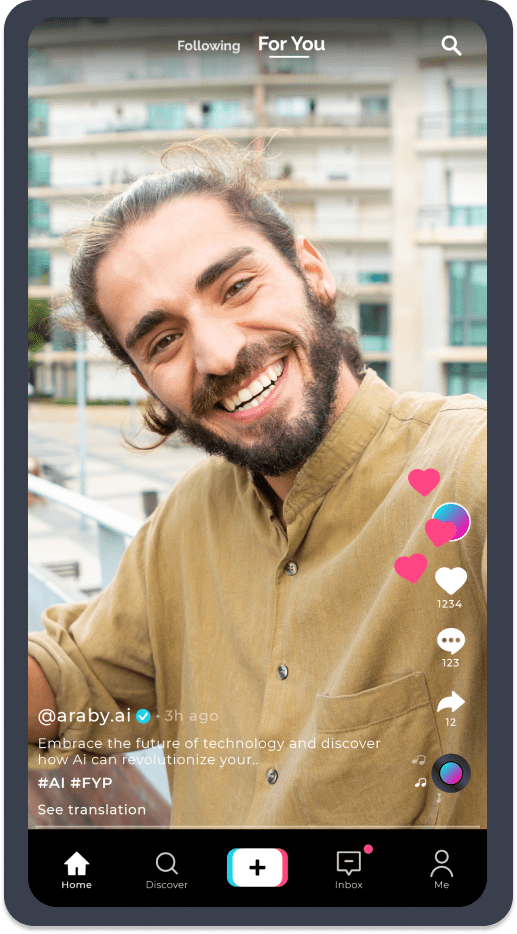 Following For You
1234
123
12
@araby.ai • 3h ago
Embrace the future of technology and discover
how Ai can revolutionize your..
#AI #FYP
See translation
Home Discover Inbox Me